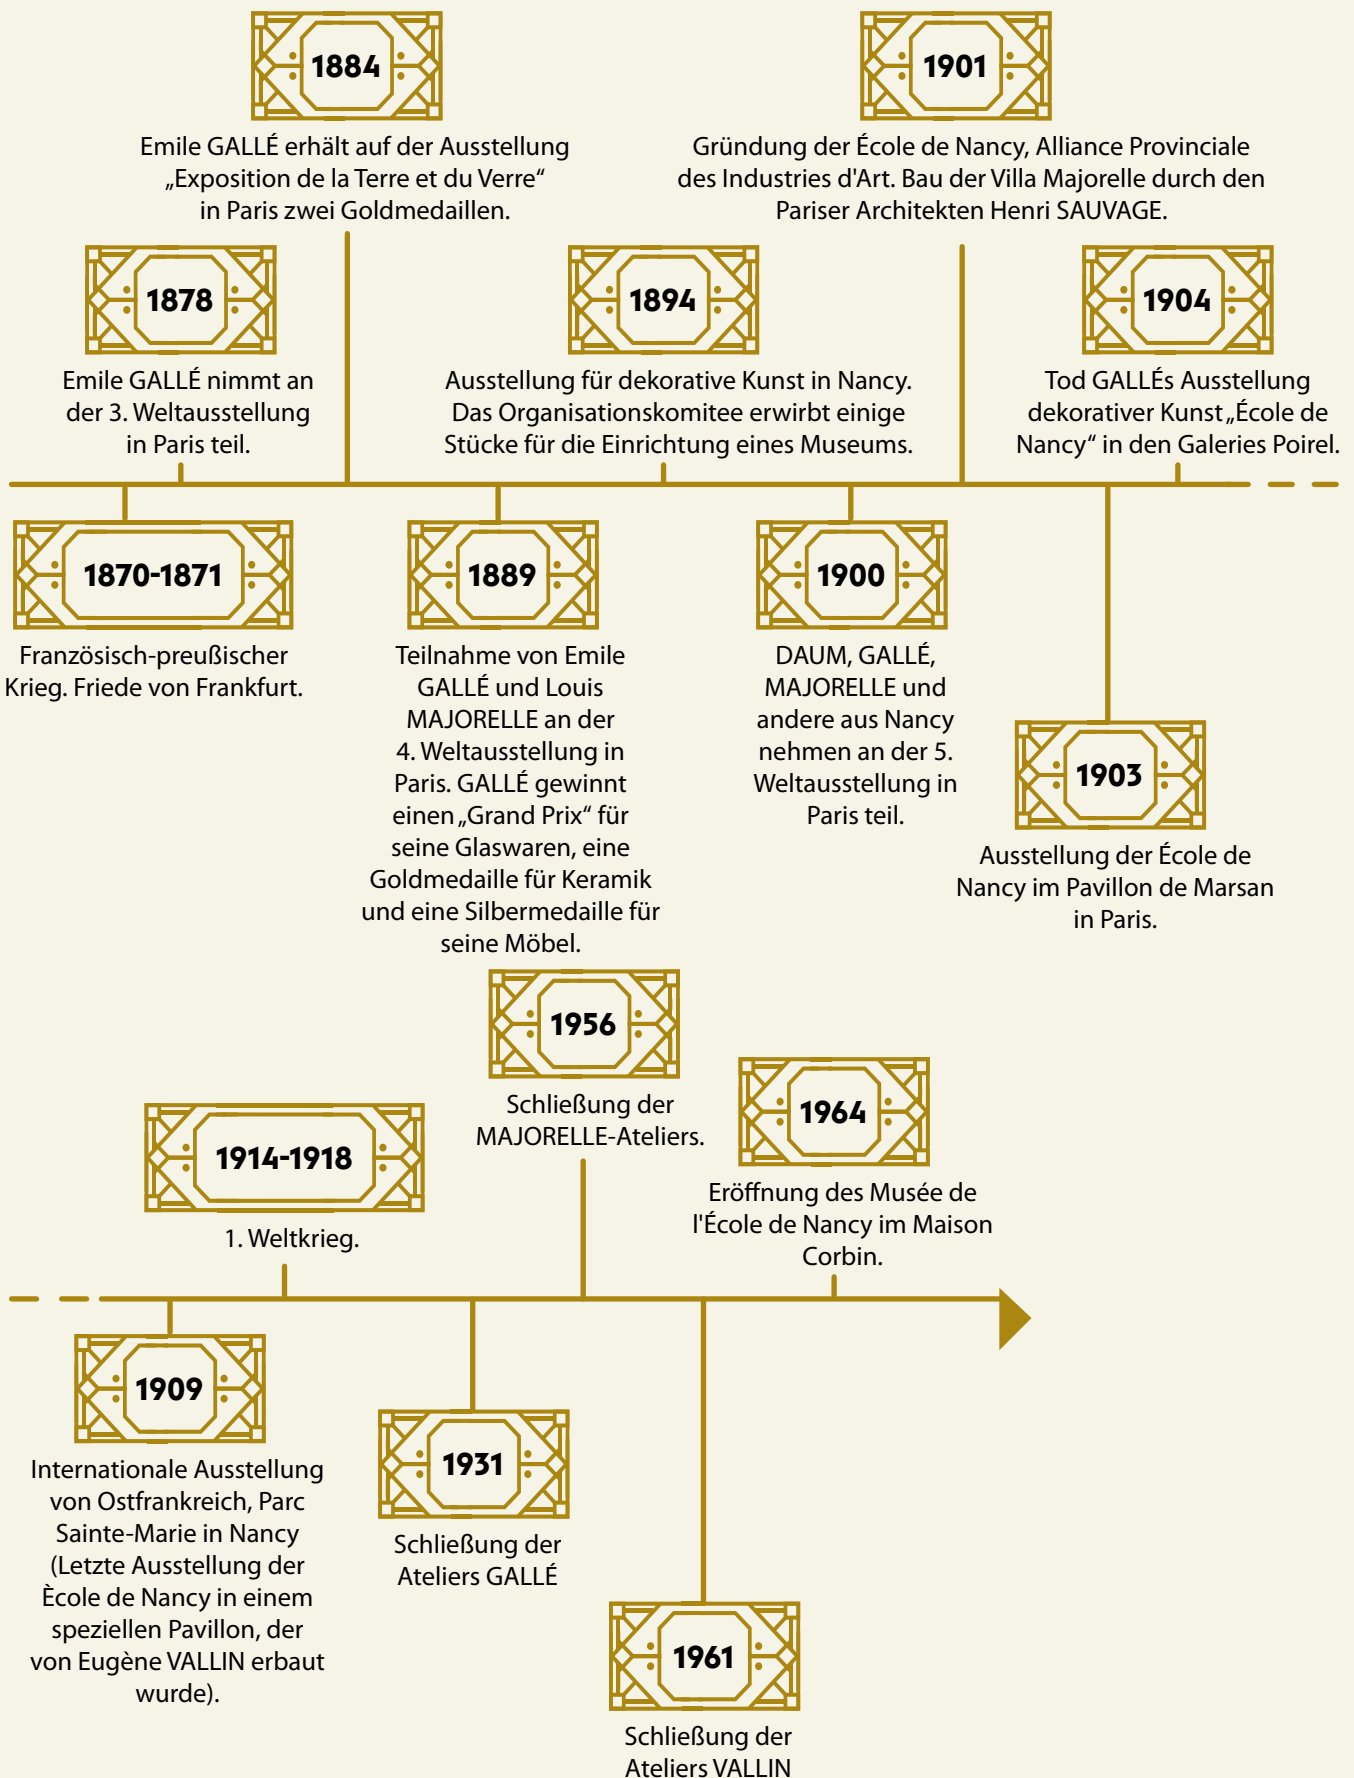 1884
Emile GALLÉ erhält auf der Ausstellung
„Exposition de la Terre et du Verre“
in Paris zwei Goldmedaillen.
1901
Gründung der École de Nancy, Alliance Provinciale
des Industries d'Art. Bau der Villa Majorelle durch den
Pariser Architekten Henri SAUVAGE.
1878
Emile GALLÉ nimmt an
der 3. Weltausstellung
in Paris teil.
1894
Ausstellung für dekorative Kunst in Nancy.
Das Organisationskomitee erwirbt einige
Stücke für die Einrichtung eines Museums.
1904
Tod GALLÉs Ausstellung
dekorativer Kunst „École de
Nancy“ in den Galeries Poirel.
1870-1871
Französisch-preußischer
Krieg. Friede von Frankfurt.
1889
Teilnahme von Emile
GALLÉ und Louis
MAJORELLE an der
4. Weltausstellung in
Paris. GALLÉ gewinnt
einen „Grand Prix“ für
seine Glaswaren, eine
Goldmedaille für Keramik
und eine Silbermedaille für
seine Möbel.
1900
DAUM, GALLÉ,
MAJORELLE und
andere aus Nancy
nehmen an der 5.
Weltausstellung in
Paris teil.
1903
Ausstellung der École de
Nancy im Pavillon de Marsan
in Paris.
1956
Schließung der
MAJORELLE-Ateliers.
1964
Eröffnung des Musée de
l'École de Nancy im Maison
Corbin.
1914-1918
1. Weltkrieg.
1909
Internationale Ausstellung
von Ostfrankreich, Parc
Sainte-Marie in Nancy
(Letzte Ausstellung der
Ècole de Nancy in einem
speziellen Pavillon, der
von Eugène VALLIN erbaut
wurde).
1931
Schließung der
Ateliers GALLÉ
1961
Schließung der
Ateliers VALLIN